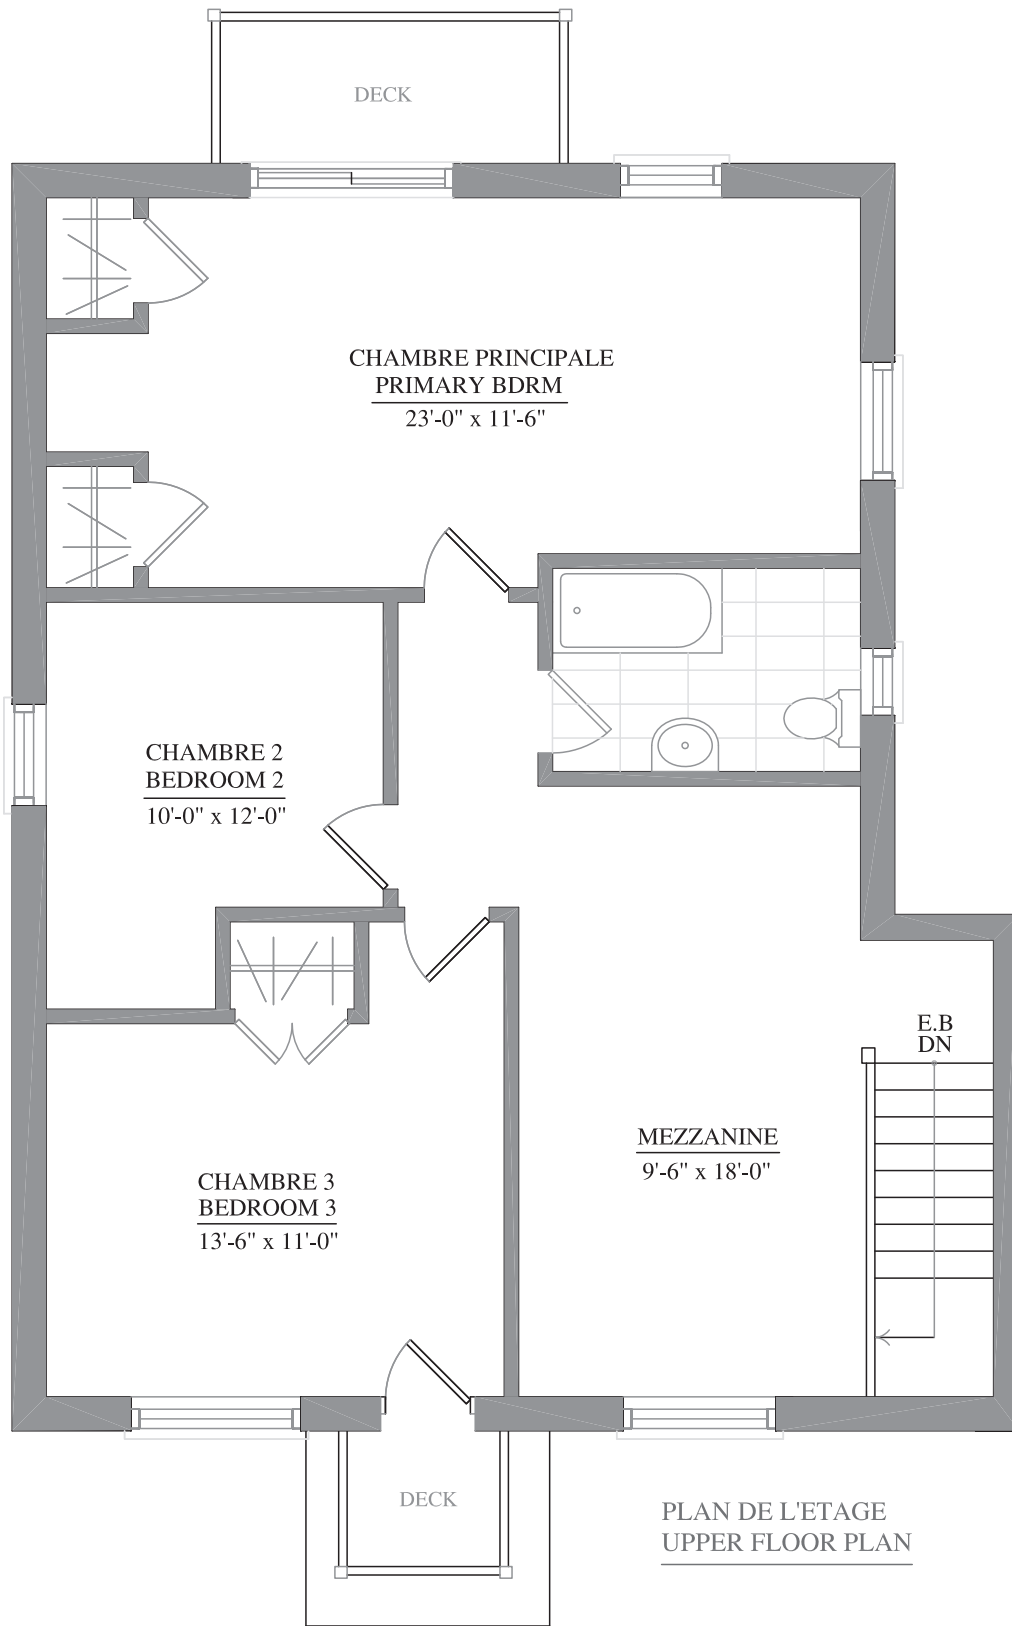 DECK
CHAMBRE PRINCIPALE
PRIMARY BDRM
23'-0" x 11'-6"
CHAMBRE 2
BEDROOM 2
10'-0" x 12'-0"
E.B
DN
MEZZANINE
9'-6" x 18'-0"
CHAMBRE 3
BEDROOM 3
13'-6" x 11'-0"
DECK
PLAN DE L'ETAGE
UPPER FLOOR PLAN